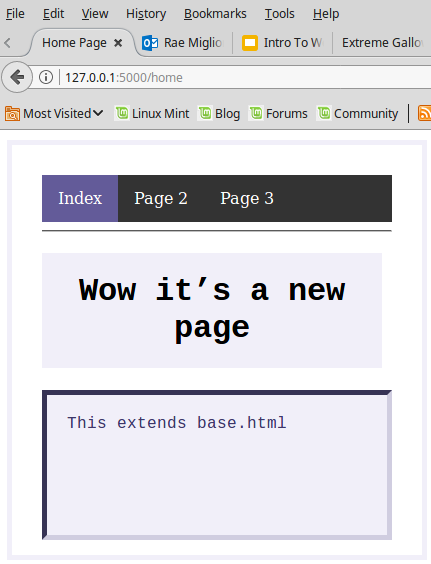 File Edit View History Bookmarks Tools Help
Home Page Rae Miglio Intro To W Extreme Gallo
127.0.0.1:5000/home
Most Visited Linux Mint Blog Forums Community
Index Page 2 Page 3
Wow it’s a new
page
This extends base.html